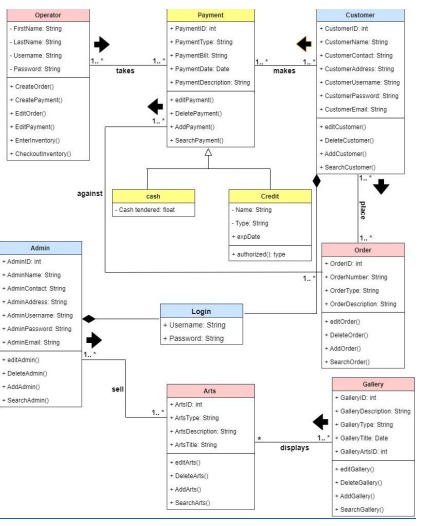 Operator
- FirstName: String
- LastName: String
- Username: String
- Password: String
+ CreateOrder()
+ CreatePayment()
+ EditOrder()
+ EditPayment()
+ EnterInventory()
+ CheckoutInventory()
1.. *
takes
1.. *
Payment
+ PaymentID: int
+ PaymentType: String
+ PaymentBill: String
+ PaymentDate: Date
+ PaymentDescription: String
+ editPayment()
+ DeletePayment()
+ AddPayment()
+ SearchPayment()
1.. *
makes
1.. *
Customer
+ CustomerID: int
+ CustomerName: String
+ CustomerContact: String
+ CustomerAddress: String
+ CustomerUsername: String
+ CustomerPassword: String
+ CustomerEmail: String
+ editCustomer()
+ DeleteCustomer()
+ AddCustomer()
+ SearchCustomer()
1.. *
against
1.. *
cash
- Cash tendered: float
Credit
- Name: String
- Type: String
+ expDate
+ authorized(): type
place
1.. *
1.. *
Order
+ OrderID: int
+ OrderNumber: String
+ OrderType: String
+ OrderDescription: String
+ editOrder()
+ DeleteOrder()
+ AddOrder()
+ SearchOrder()
Admin
+ AdminID: int
+ AdminName: String
+ AdminContact: String
+ AdminAddress: String
+ AdminUsername: String
+ AdminPassword: String
+ AdminEmail: String
+ editAdmin()
+ DeleteAdmin()
+ AddAdmin()
+ SearchAdmin()
1.. *
Login
+ Username: String
+ Password: String
sell
1.. *
Arts
+ ArtsID: int
+ ArtsType: String
+ ArtsDescription: String
+ ArtsTitle: String
+ editArts()
+ DeleteArts()
+ AddArts()
+ SearchArts()
*
displays
1.. *
Gallery
+ GalleryID: int
+ GalleryDescription: String
+ GalleryType: String
+ GalleryTitle: Date
+ GalleryArtsID: int
+ editGallery()
+ DeleteGallery()
+ AddGallery()
+ SearchGallery()